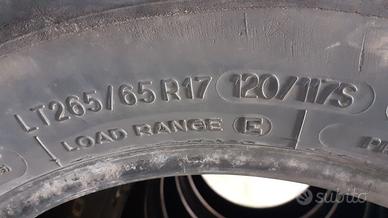 LT265/65 R17 120/117S
LOAD RANGE E
subito